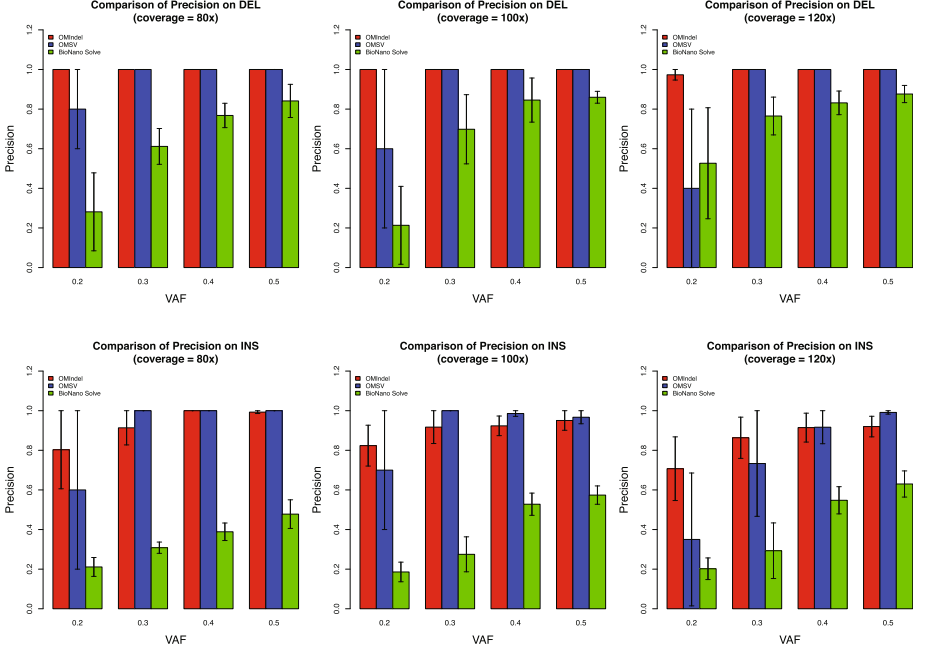 Comparison of Precision on DEL
(coverage = 80x)
OMIndel
OMSV
BioNano Solve
Precision
0.0
0.2
0.4
0.6
0.8
1.0
1.2
0.2
0.3
0.4
0.5
VAF
Comparison of Precision on DEL
(coverage = 100x)
OMIndel
OMSV
BioNano Solve
Precision
0.0
0.2
0.4
0.6
0.8
1.0
1.2
0.2
0.3
0.4
0.5
VAF
Comparison of Precision on DEL
(coverage = 120x)
OMIndel
OMSV
BioNano Solve
Precision
0.0
0.2
0.4
0.6
0.8
1.0
1.2
0.2
0.3
0.4
0.5
VAF
Comparison of Precision on INS
(coverage = 80x)
OMIndel
OMSV
BioNano Solve
Precision
0.0
0.2
0.4
0.6
0.8
1.0
1.2
0.2
0.3
0.4
0.5
VAF
Comparison of Precision on INS
(coverage = 100x)
OMIndel
OMSV
BioNano Solve
Precision
0.0
0.2
0.4
0.6
0.8
1.0
1.2
0.2
0.3
0.4
0.5
VAF
Comparison of Precision on INS
(coverage = 120x)
OMIndel
OMSV
BioNano Solve
Precision
0.0
0.2
0.4
0.6
0.8
1.0
1.2
0.2
0.3
0.4
0.5
VAF